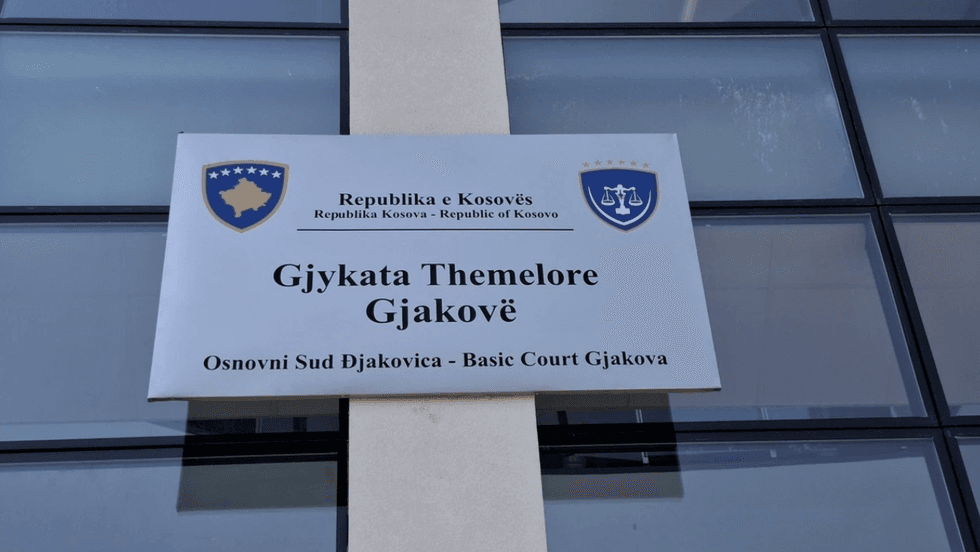 Republika e Kosovës
Republika Kosova - Republic of Kosovo
Gjykata Themelore
Gjakovë
Osnovni Sud Đjakovica - Basic Court Gjakova